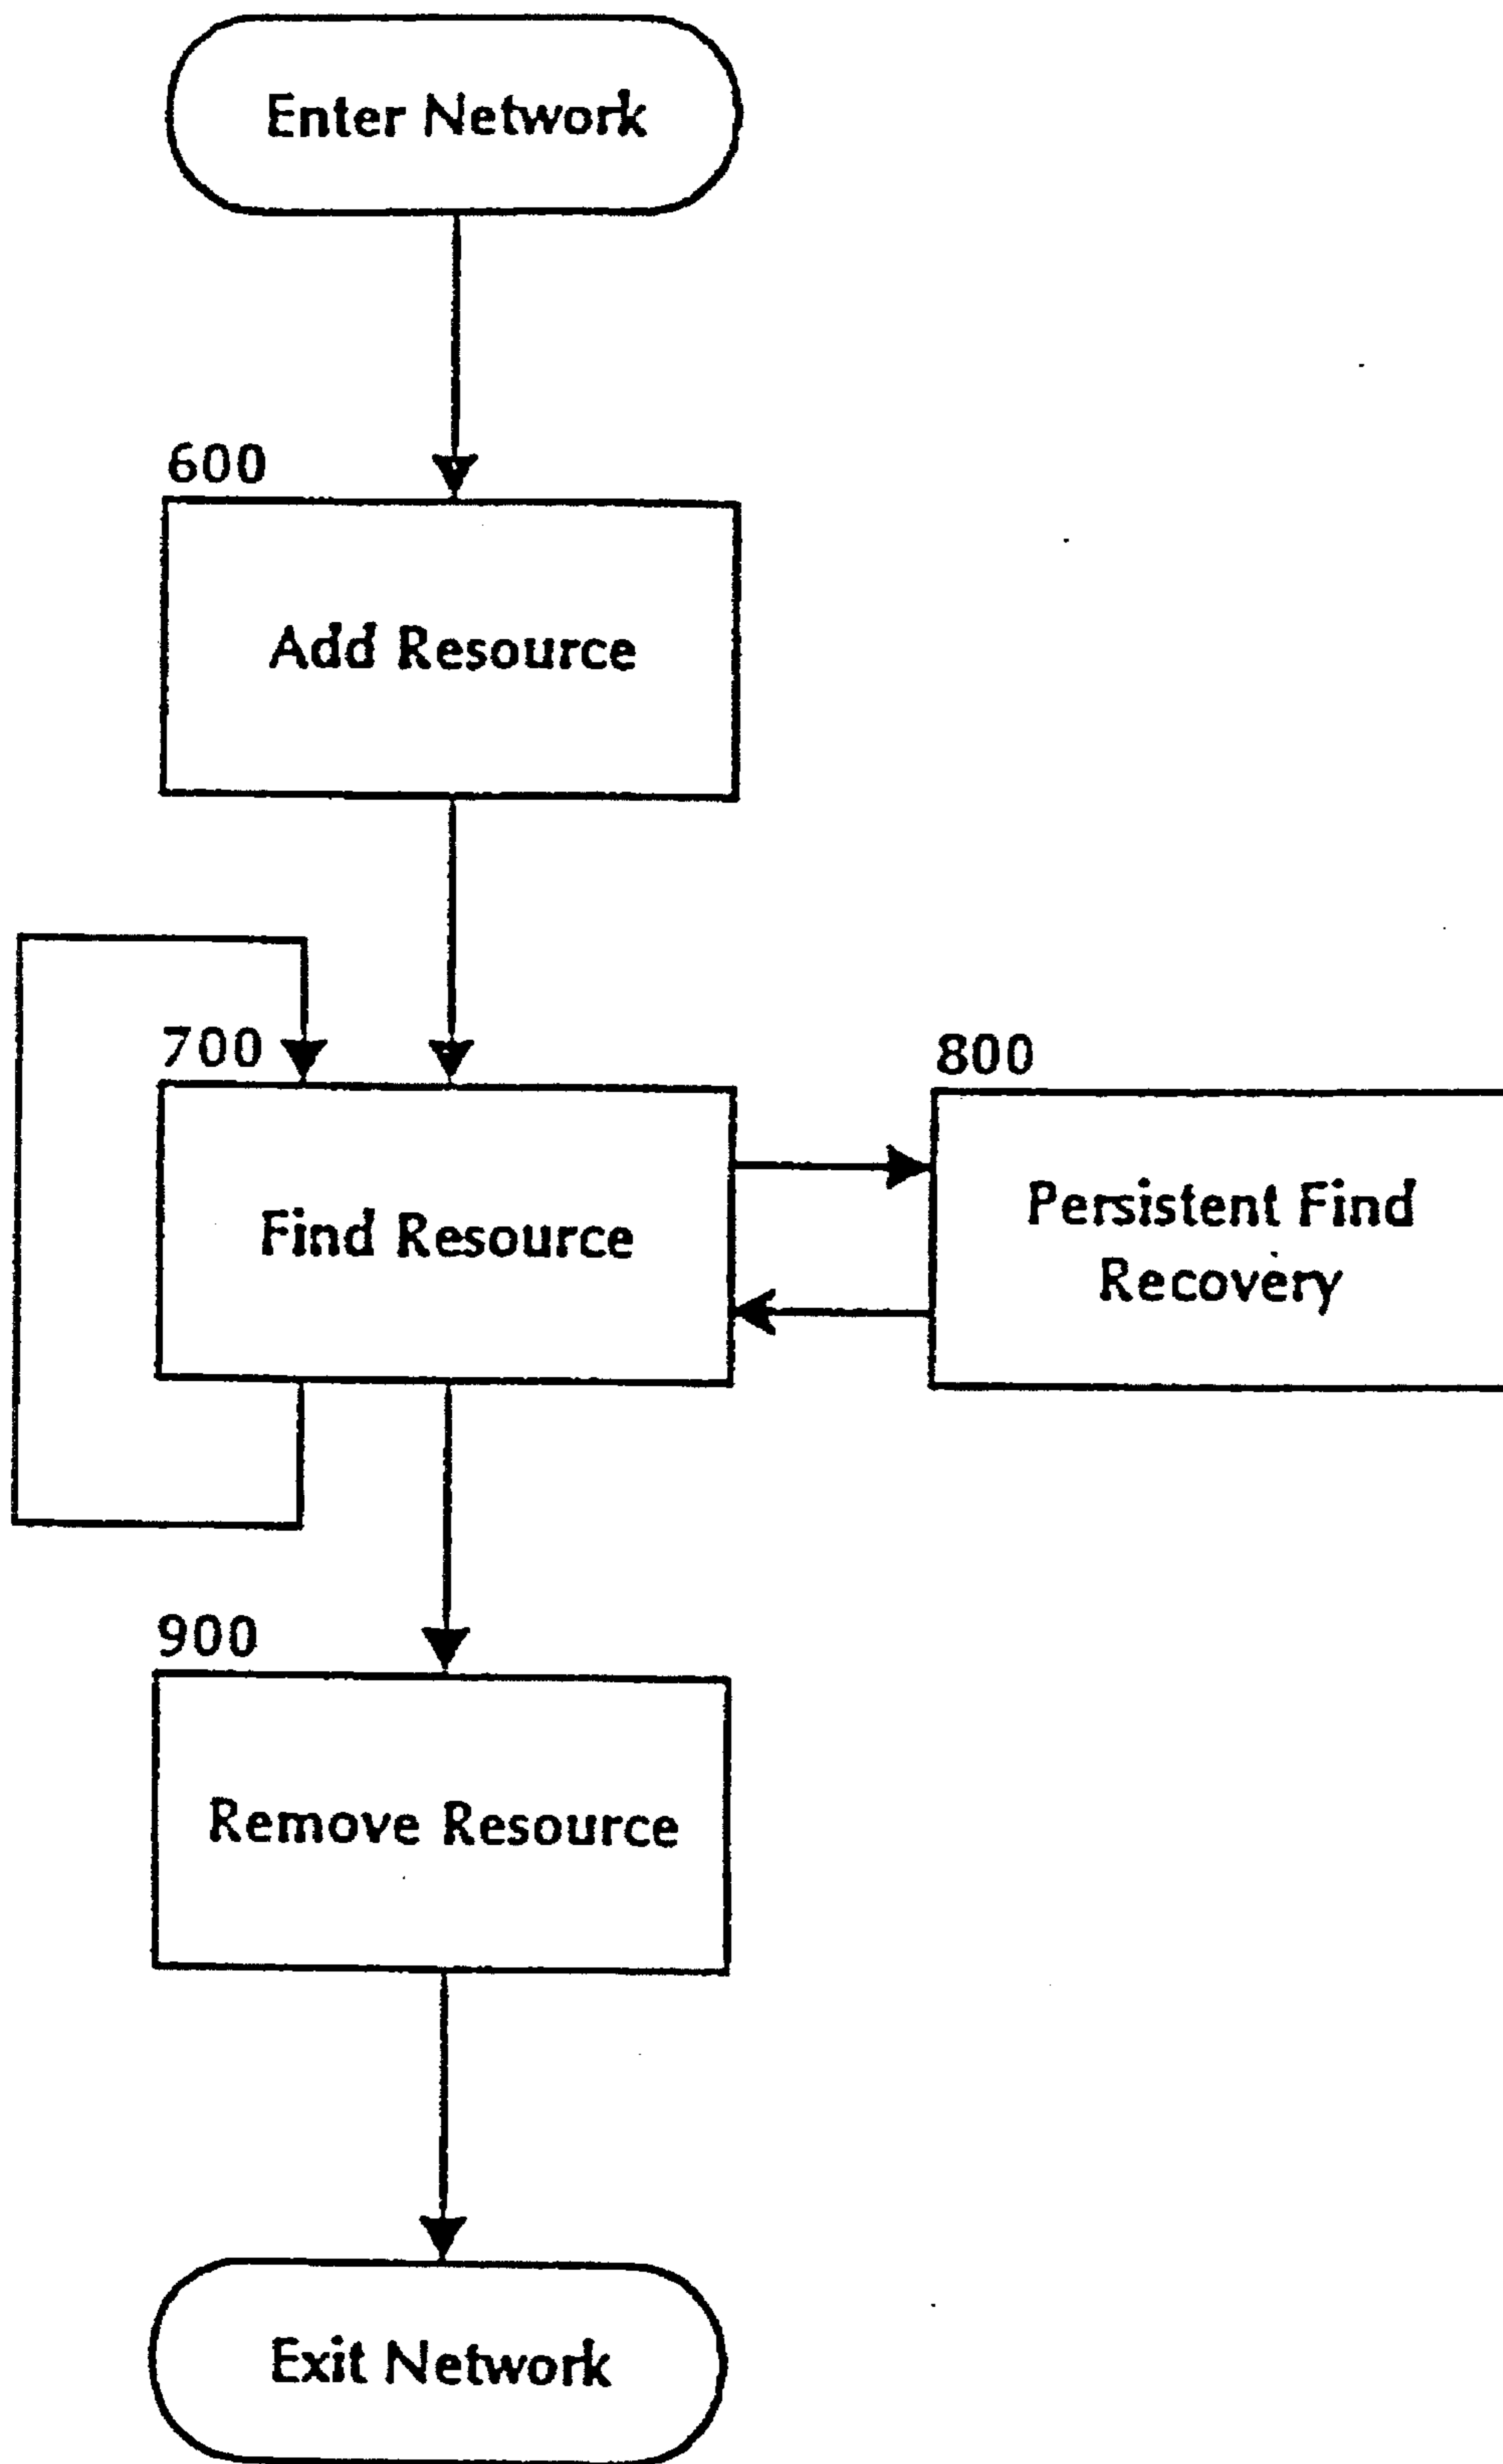 Enter Network
600
Add Resource
700
800
Find Resource
Persistent Find
Recovery
900
Remove Resource
Exit Network